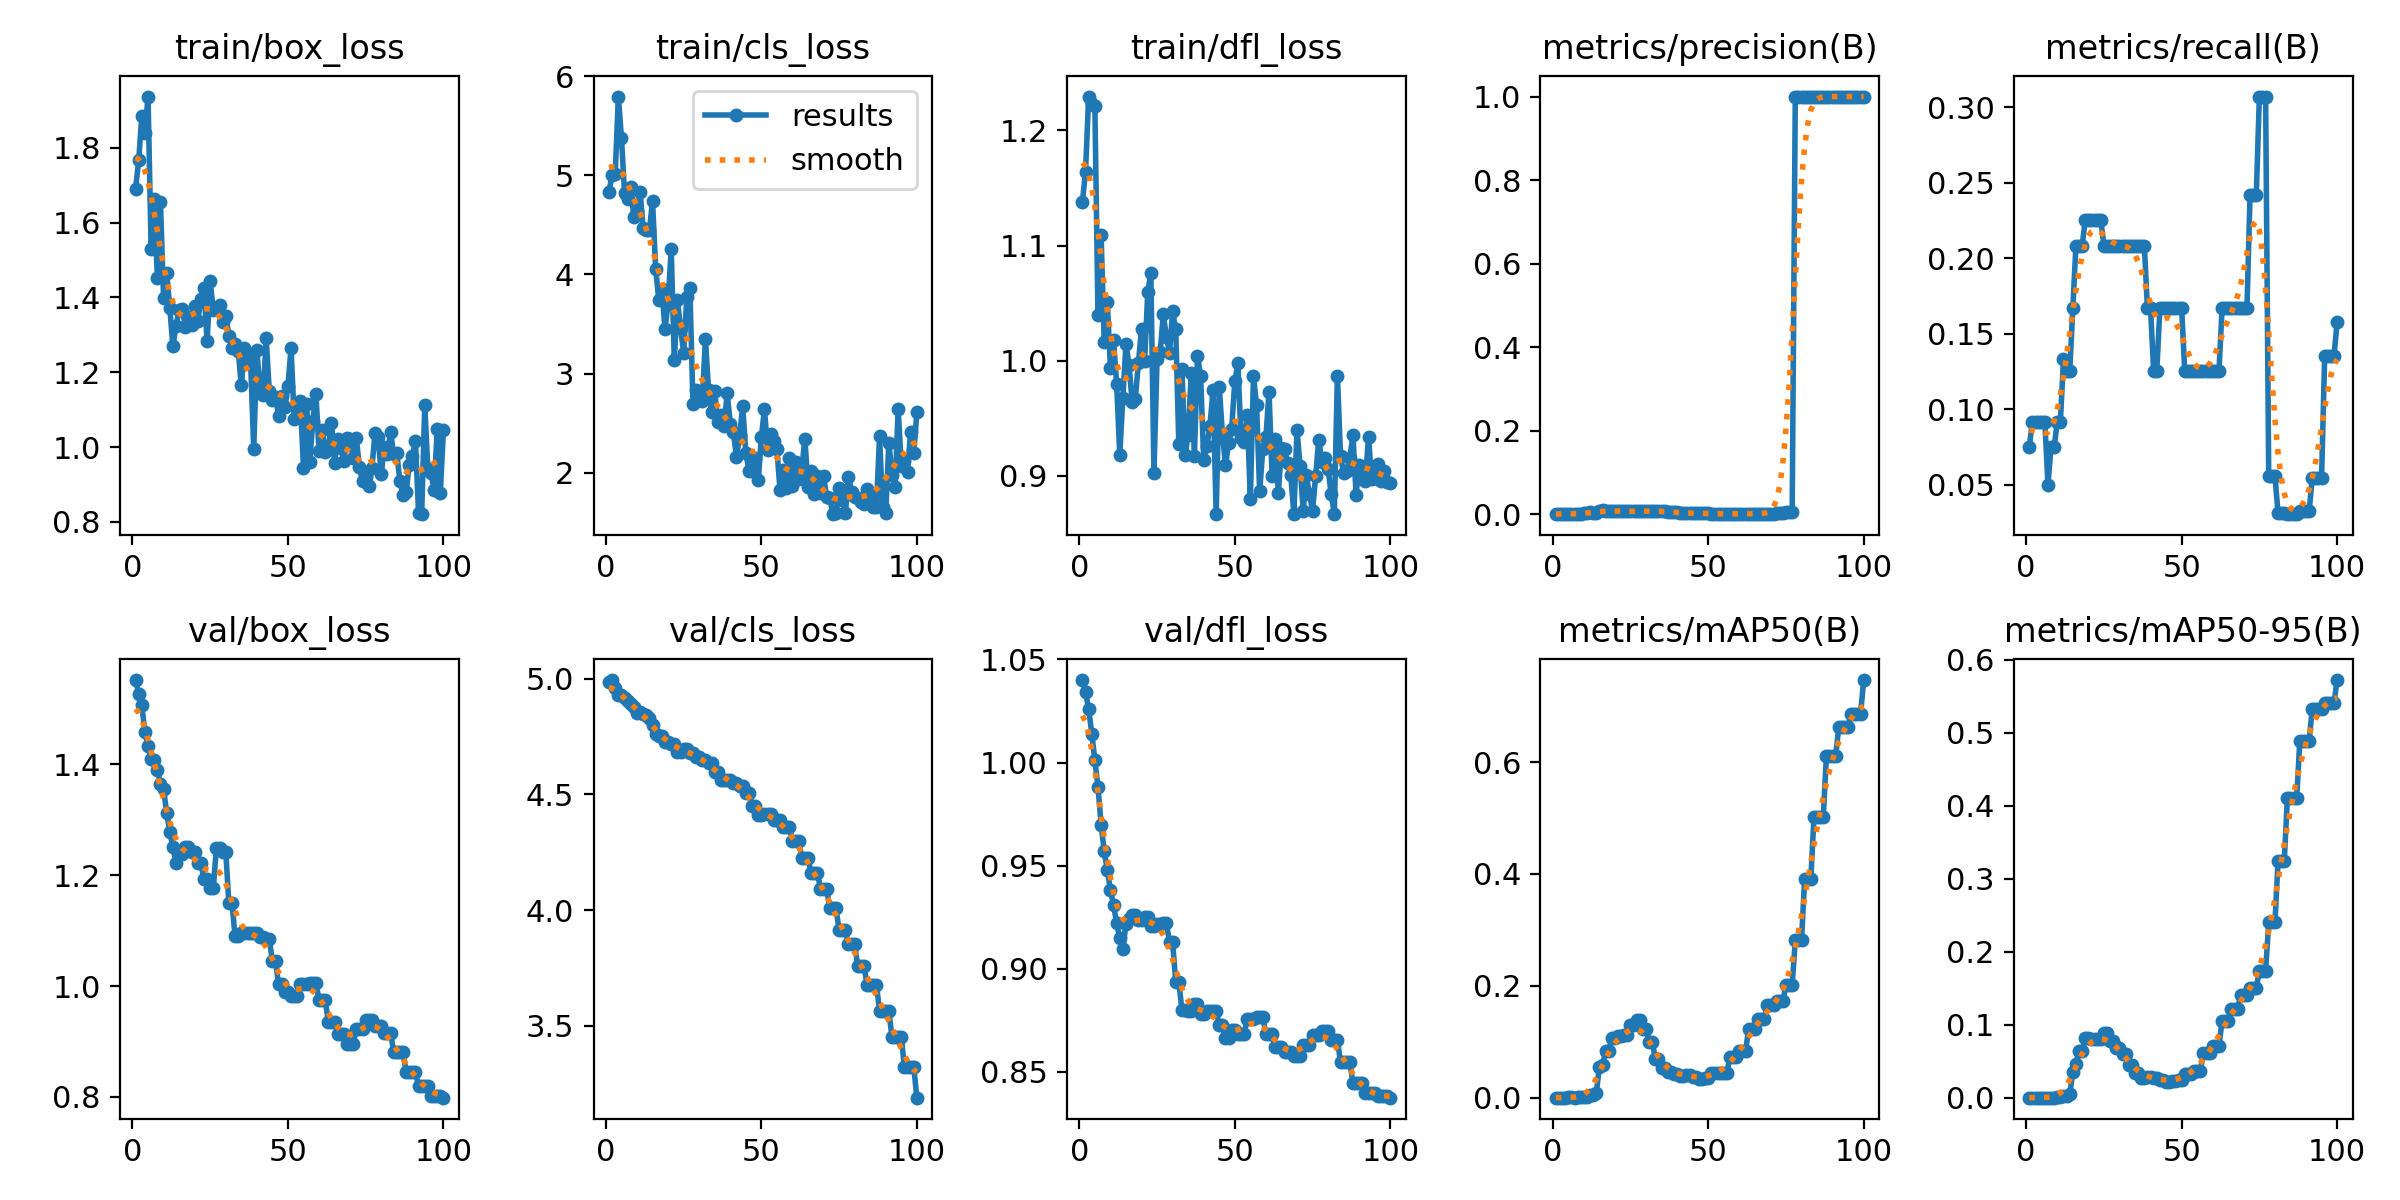 train/box_loss
1.8
1.6
1.4
1.2
1.0
0.8
0 50 100
train/cls_loss
results
smooth
6
5
4
3
2
0 50 100
train/dfl_loss
1.2
1.1
1.0
0.9
0 50 100
metrics/precision(B)
1.0
0.8
0.6
0.4
0.2
0.0
0 50 100
metrics/recall(B)
0.30
0.25
0.20
0.15
0.10
0.05
0 50 100
val/box_loss
1.4
1.2
1.0
0.8
0 50 100
val/cls_loss
5.0
4.5
4.0
3.5
0 50 100
val/dfl_loss
1.05
1.00
0.95
0.90
0.85
0 50 100
metrics/mAP50(B)
0.6
0.4
0.2
0.0
0 50 100
metrics/mAP50-95(B)
0.6
0.5
0.4
0.3
0.2
0.1
0.0
0 50 100